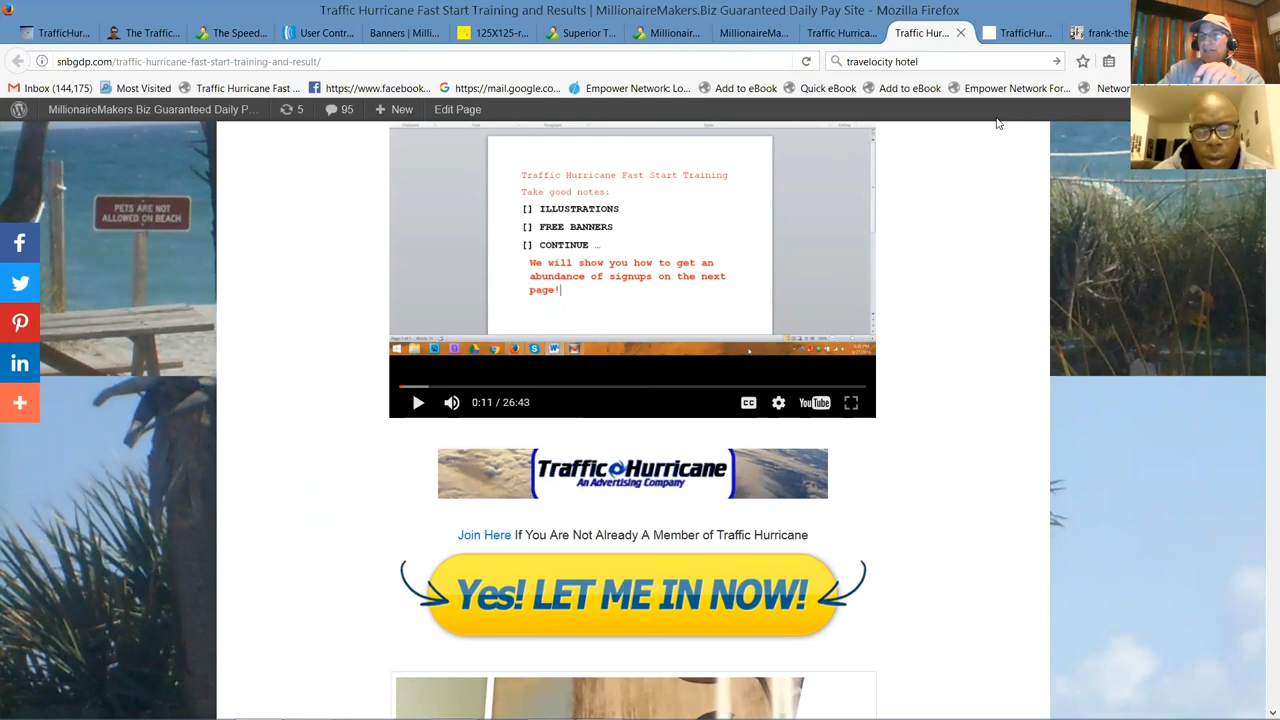 Traffic Hurricane Fast Start Training and Results | MillionaireMakers.Biz Guaranteed Daily Pay Site - Mozilla Firefox
TrafficHur... The Traffic... The Speed... User Contr... Banners | Mill... 125X125-r... Superior T... Millionair... MillionaireMa... Traffic Hurrica... Traffic Hur... TrafficHur... frank-the-
snbgdp.com/traffic-hurricane-fast-start-training-and-result/ travelocity hotel
Inbox (144,175) Most Visited Traffic Hurricane Fast ... https://www.facebook... https://mail.google.co... Empower Network: Lo... Add to eBook Quick eBook Add to eBook Empower Network For... Netwo
MillionaireMakers.Biz Guaranteed Daily P... 5 95 New Edit Page
PETS ARE NOT
ALLOWED ON BEACH
Traffic Hurricane Fast Start Training
Take good notes:
[] ILLUSTRATIONS
[] FREE BANNERS
[] CONTINUE …
We will show you how to get an
abundance of signups on the next
page!
0:11 / 26:43 CC YouTube
Traffic Hurricane
An Advertising Company
Join Here If You Are Not Already A Member of Traffic Hurricane
Yes! LET ME IN NOW!